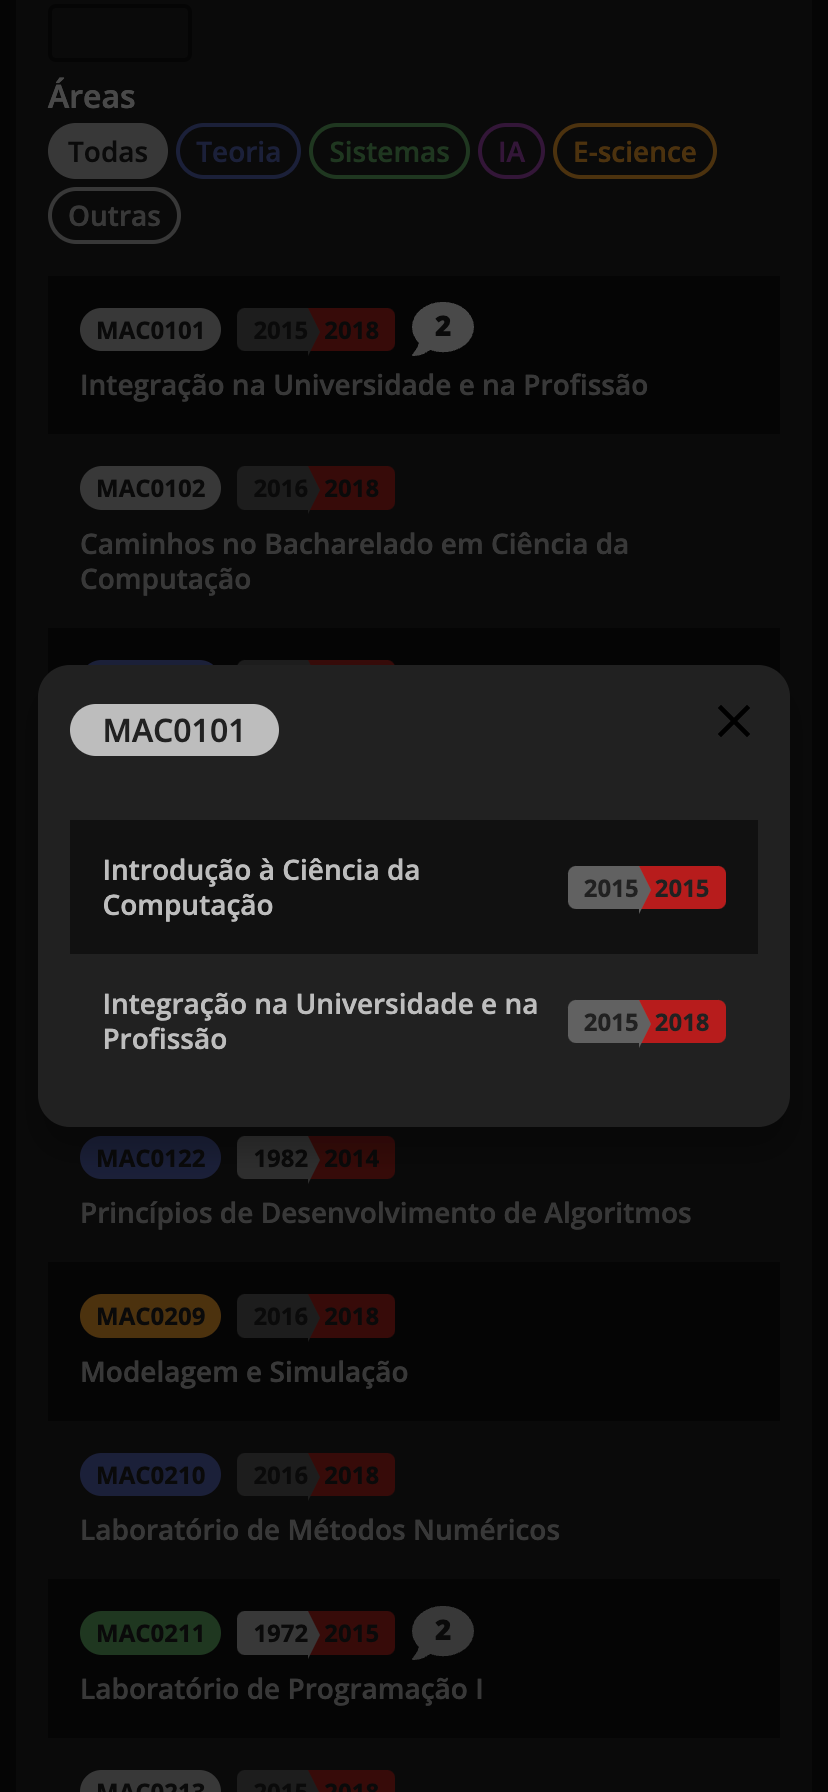 Áreas
Todas Teoria Sistemas IA E-science
Outras
MAC0101 2015 2018 2
Integração na Universidade e na Profissão
MAC0102 2016 2018
Caminhos no Bacharelado em Ciência da
Computação
MAC0101
Introdução à Ciência da
Computação
2015 2015
Integração na Universidade e na
Profissão
2015 2018
MAC0122 1982 2014
Princípios de Desenvolvimento de Algoritmos
MAC0209 2016 2018
Modelagem e Simulação
MAC0210 2016 2018
Laboratório de Métodos Numéricos
MAC0211 1972 2015 2
Laboratório de Programação I
MAC0213 2015 2018